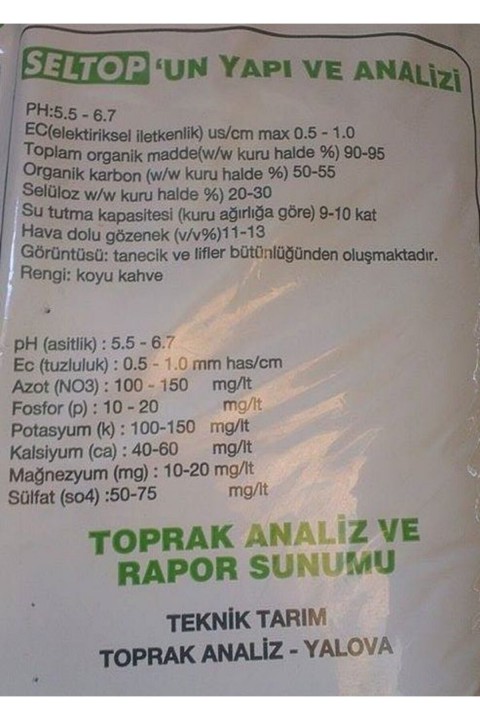 SELTOP 'UN YAPI VE ANALİZİ
PH:5.5 - 6.7
EC(elektiriksel iletkenlik) us/cm max 0.5 - 1.0
Toplam organik madde(w/w kuru halde %) 90-95
Organik karbon (w/w kuru halde %) 50-55
Selüloz w/w kuru halde %) 20-30
Su tutma kapasitesi (kuru ağırlığa göre) 9-10 kat
Hava dolu gözenek (v/v%)11-13
Görüntüsü: tanecik ve lifler bütünlüğünden oluşmaktadır.
Rengi: koyu kahve
pH (asitlik) : 5.5 - 6.7
Ec (tuzluluk) : 0.5 - 1.0 mm has/cm
Azot (NO3) : 100 - 150 mg/lt
Fosfor (p) : 10 - 20 mg/lt
Potasyum (k) : 100-150 mg/lt
Kalsiyum (ca) : 40-60 mg/lt
Mağnezyum (mg) : 10-20 mg/lt
Sülfat (so4) :50-75 mg/lt
TOPRAK ANALİZ VE
RAPOR SUNUMU
TEKNİK TARIM
TOPRAK ANALİZ - YALOVA